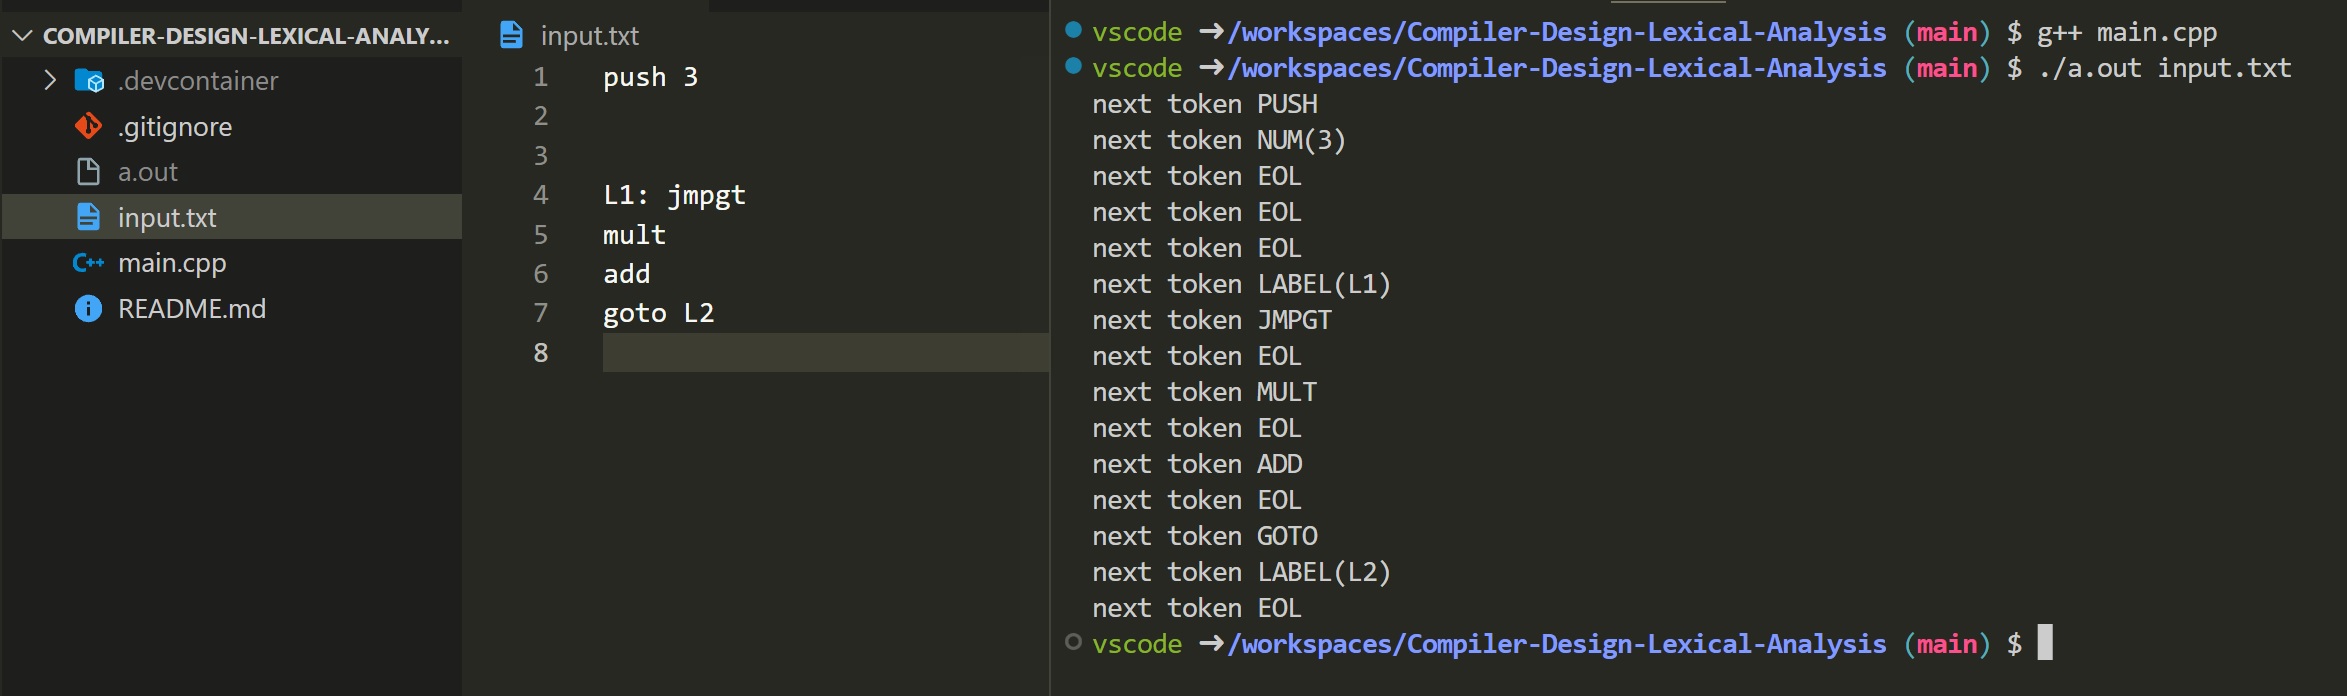 COMPILER-DESIGN-LEXICAL-ANALY...
.devcontainer
.gitignore
a.out
input.txt
main.cpp
README.md
input.txt
1 push 3
2
3
4 L1: jmpgt
5 mult
6 add
7 goto L2
8
vscode ➜/workspaces/Compiler-Design-Lexical-Analysis (main) $ g++ main.cpp
vscode ➜/workspaces/Compiler-Design-Lexical-Analysis (main) $ ./a.out input.txt
next token PUSH
next token NUM(3)
next token EOL
next token EOL
next token EOL
next token LABEL(L1)
next token JMPGT
next token EOL
next token MULT
next token EOL
next token ADD
next token EOL
next token GOTO
next token LABEL(L2)
next token EOL
vscode ➜/workspaces/Compiler-Design-Lexical-Analysis (main) $